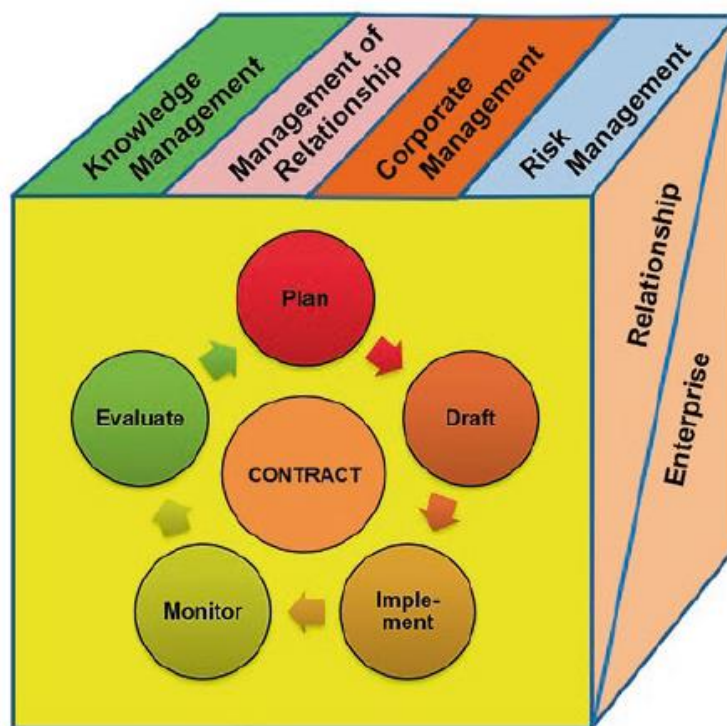 Knowledge
Management
Management of
Relationship
Corporate
Management
Risk
Management
Relationship
Enterprise
Plan
Draft
Imple-
ment
Monitor
Evaluate
CONTRACT